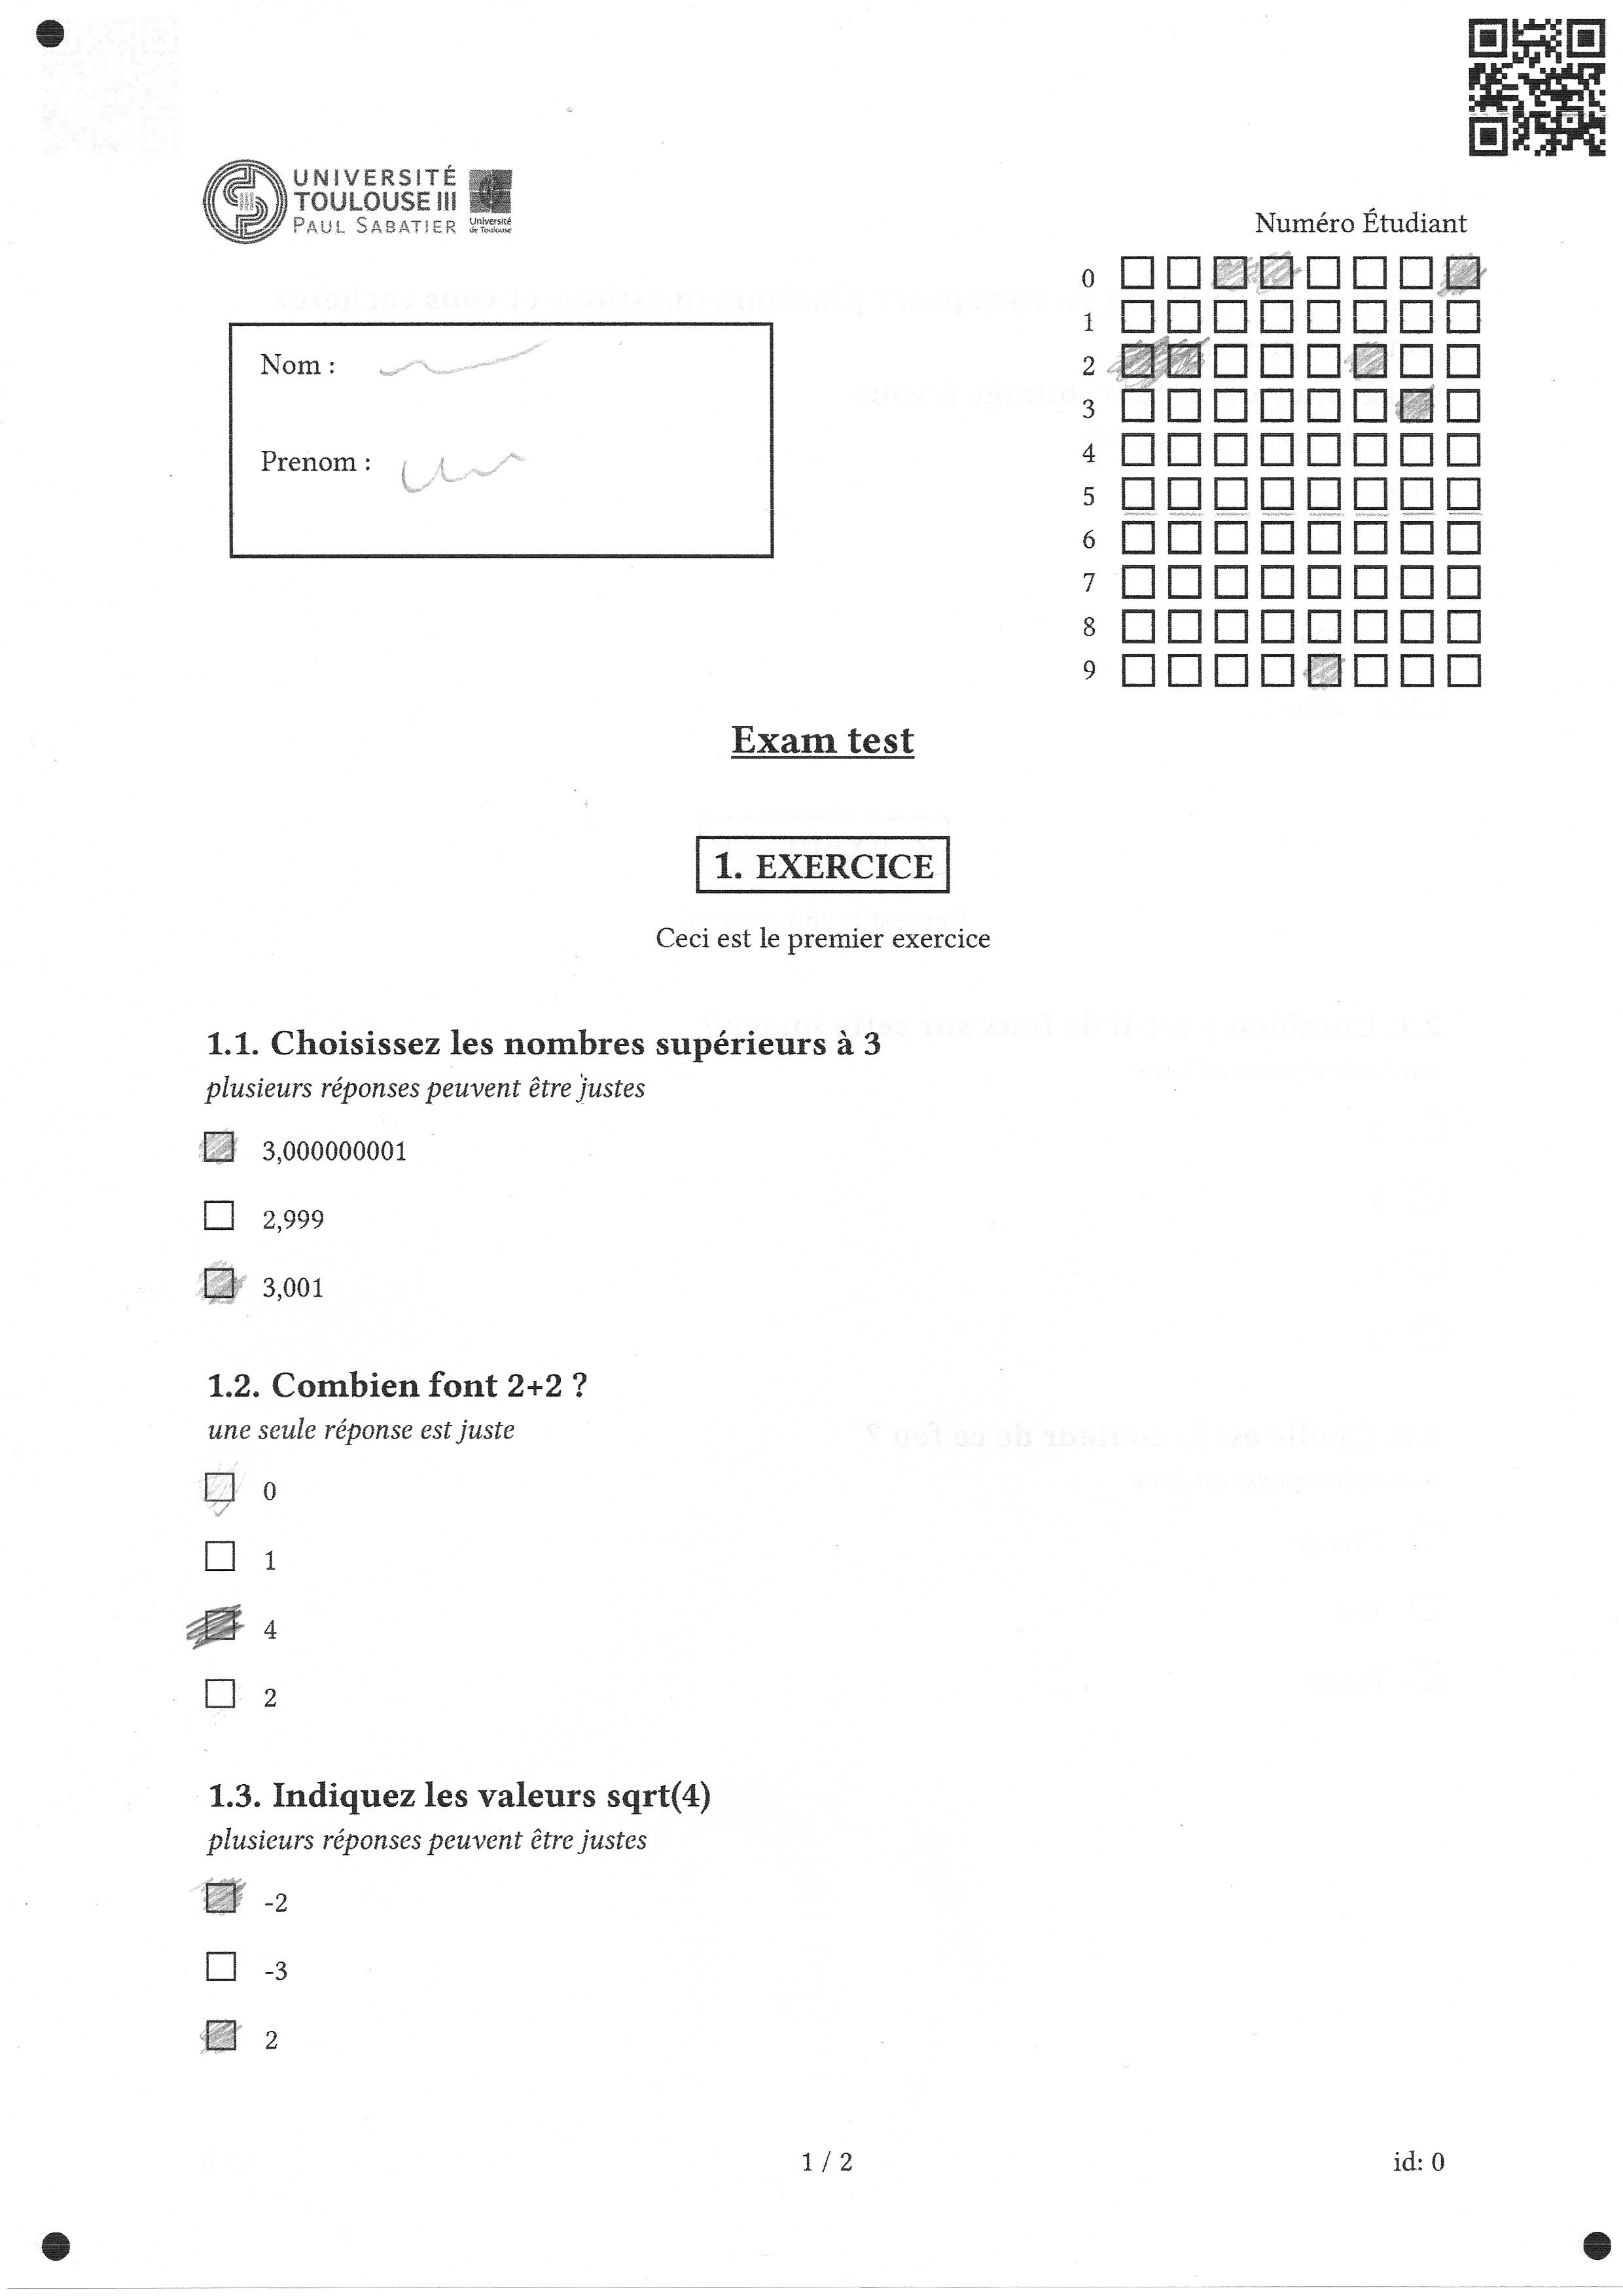 UNIVERSITÉ
TOULOUSE III
PAUL SABATIER
Université
de Toulouse
Numéro Étudiant
0
1
2
3
4
5
6
7
8
9
Nom :
Prenom :
Exam test
1. EXERCICE
Ceci est le premier exercice
1.1. Choisissez les nombres supérieurs à 3
plusieurs réponses peuvent être justes
3,000000001
2,999
3,001
1.2. Combien font 2+2 ?
une seule réponse est juste
0
1
4
2
1.3. Indiquez les valeurs sqrt(4)
plusieurs réponses peuvent être justes
-2
-3
2
1 / 2
id: 0